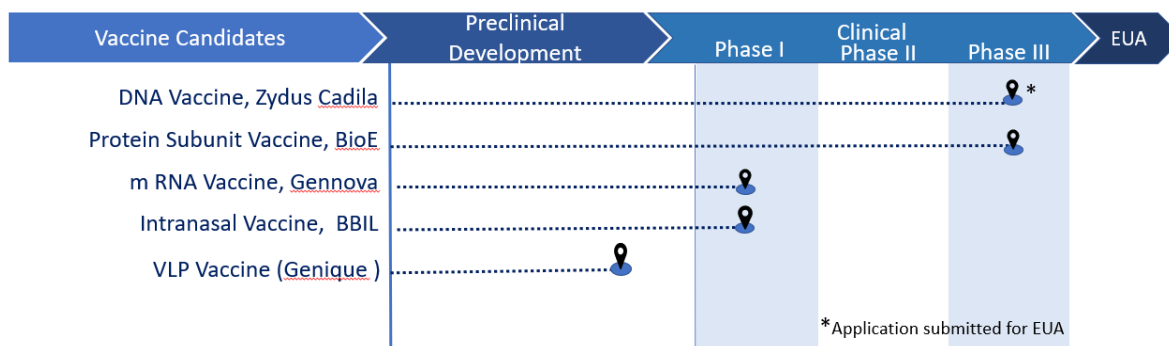 Vaccine Candidates
Preclinical
Development
Clinical
Phase I
Phase II
Phase III
EUA
DNA Vaccine, Zydus Cadila
*
Protein Subunit Vaccine, BioE
m RNA Vaccine, Gennova
Intranasal Vaccine, BBIL
VLP Vaccine (Genique )
*Application submitted for EUA